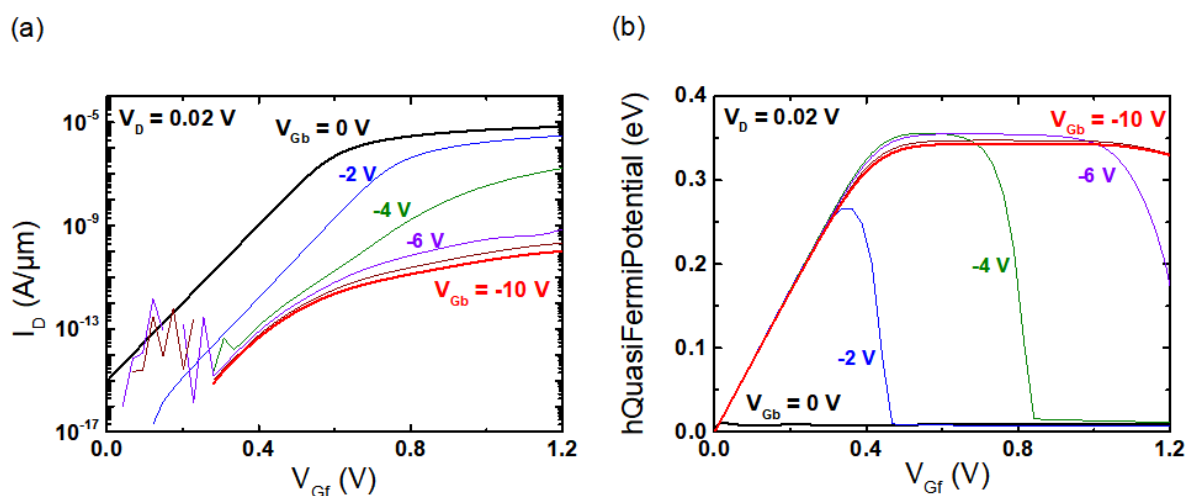 (a)
V_D = 0.02 V
V_Gb = 0 V
-2 V
-4 V
-6 V
V_Gb = -10 V
10^-5
10^-9
10^-13
10^-17
I_D (A/μm)
0.0 0.4 0.8 1.2
V_Gf (V)
(b)
V_D = 0.02 V
V_Gb = -10 V
-6 V
-4 V
-2 V
V_Gb = 0 V
0.4
0.3
0.2
0.1
0.0
hQuasiFermiPotential (eV)
0.0 0.4 0.8 1.2
V_Gf (V)